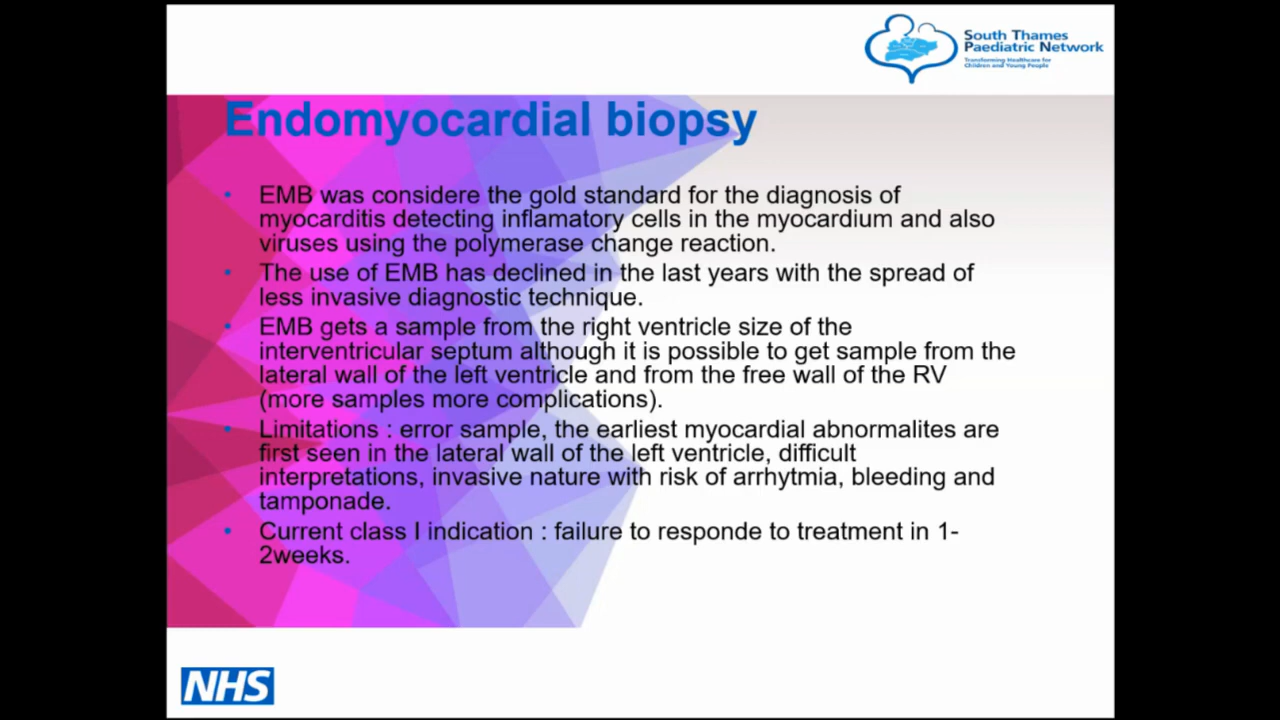 South Thames
Paediatric Network
Transforming Healthcare for
Children and Young People
Endomyocardial biopsy
• EMB was considere the gold standard for the diagnosis of
myocarditis detecting inflamatory cells in the myocardium and also
viruses using the polymerase change reaction.
• The use of EMB has declined in the last years with the spread of
less invasive diagnostic technique.
• EMB gets a sample from the right ventricle size of the
interventricular septum although it is possible to get sample from the
lateral wall of the left ventricle and from the free wall of the RV
(more samples more complications).
• Limitations : error sample, the earliest myocardial abnormalites are
first seen in the lateral wall of the left ventricle, difficult
interpretations, invasive nature with risk of arrhytmia, bleeding and
tamponade.
• Current class I indication : failure to responde to treatment in 1-
2weeks.
NHS